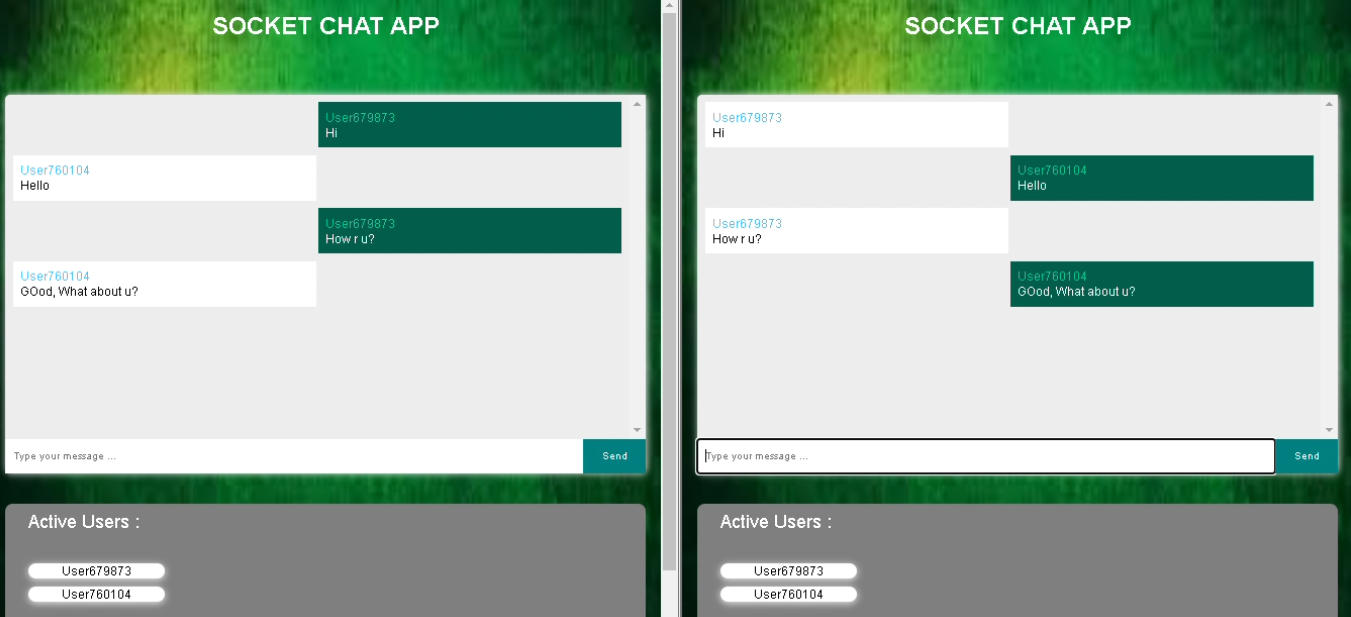 SOCKET CHAT APP
User679873
Hi
User760104
Hello
User679873
How r u?
User760104
GOod, What about u?
Type your message ...
Send
Active Users :
User679873
User760104
SOCKET CHAT APP
User679873
Hi
User760104
Hello
User679873
How r u?
User760104
GOod, What about u?
Type your message ...
Send
Active Users :
User679873
User760104